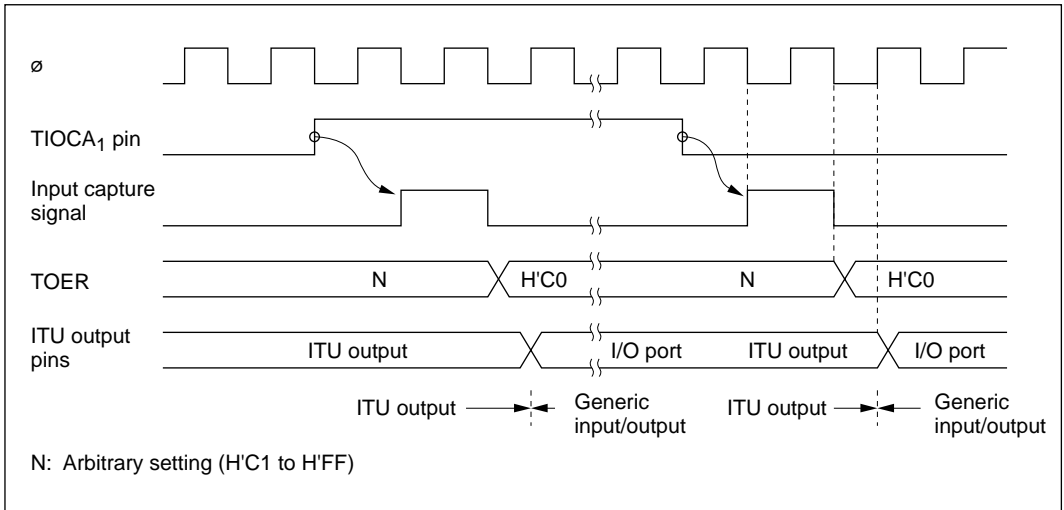 ø
TIOCA1 pin
Input capture
signal
TOER N H'C0 N H'C0
ITU output
pins
ITU output I/O port ITU output I/O port
ITU output Generic
input/output
ITU output Generic
input/output
N: Arbitrary setting (H'C1 to H'FF)